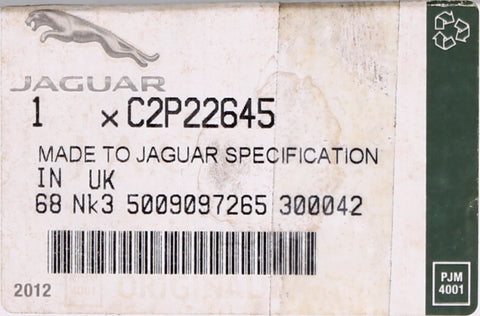 JAGUAR
1 x C2P22645
MADE TO JAGUAR SPECIFICATION
IN UK
68 Nk3 5009097265 300042
2012
PJM
4001